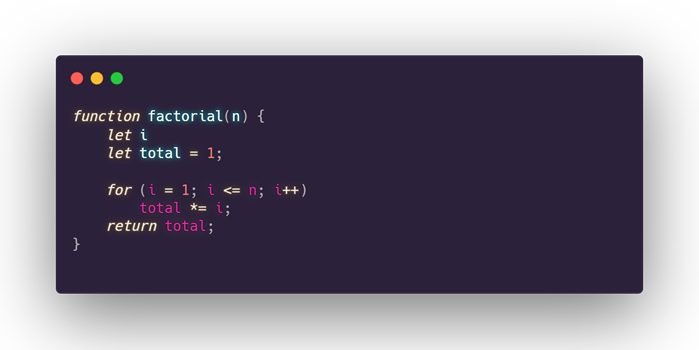 function factorial(n) {
    let i
    let total = 1;

    for (i = 1; i <= n; i++)
        total *= i;
    return total;
}